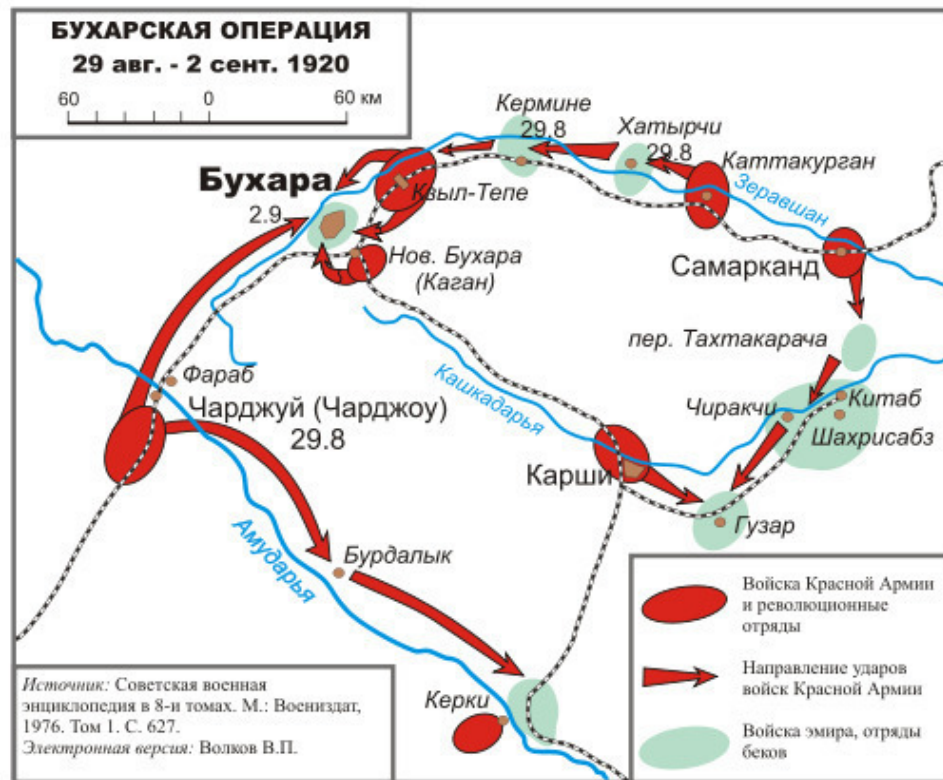 БУХАРСКАЯ ОПЕРАЦИЯ
29 авг. - 2 сент. 1920
60 0 60 км
Кермине
29.8
Хатырчи
29.8
Каттакурган
Зеравшан
Бухара
2.9
Квыл-Тепе
Нов. Бухара
(Каган)
Самарканд
пер. Тахтакарача
Фараб
Чарджуй (Чарджоу)
29.8
Кашкадарья
Чиракчи
Китаб
Шахрисабз
Карши
Гузар
Амударья
Бурдалык
Керки
Войска Красной Армии
и революционные
отряды
Направление ударов
войск Красной Армии
Войска эмира, отряды
беков
Источник: Советская военная
энциклопедия в 8-и томах. М.: Воениздат,
1976. Том 1. С. 627.
Электронная версия: Волков В.П.